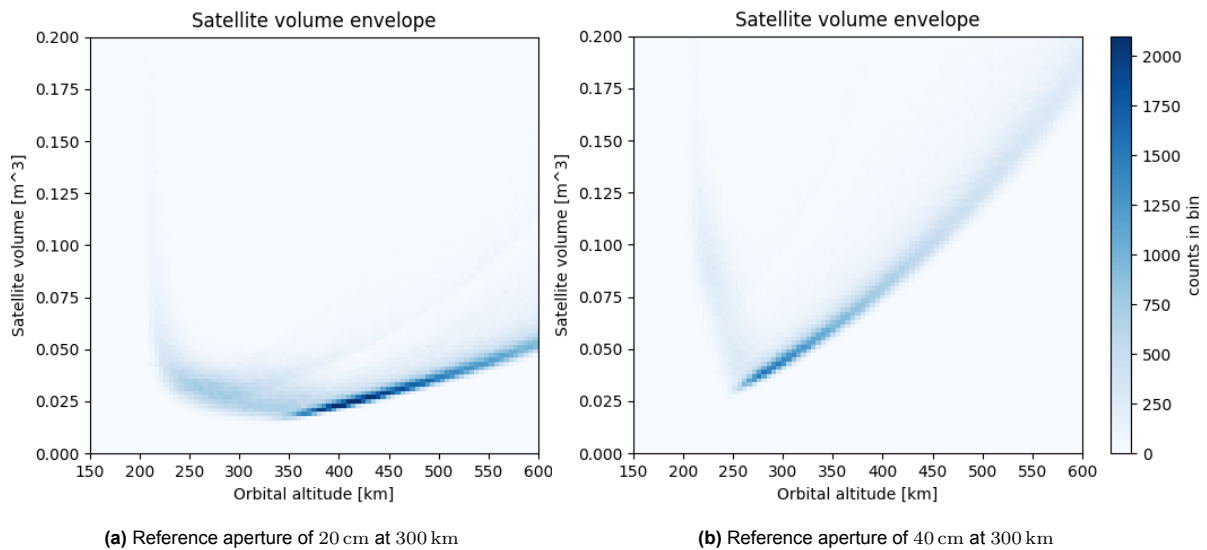 Satellite volume envelope
0.200
0.175
0.150
0.125
0.100
0.075
0.050
0.025
0.000
Satellite volume [m^3]
150 200 250 300 350 400 450 500 550 600
Orbital altitude [km]
(a) Reference aperture of 20 cm at 300 km
Satellite volume envelope
0.200
0.175
0.150
0.125
0.100
0.075
0.050
0.025
0.000
Satellite volume [m^3]
150 200 250 300 350 400 450 500 550 600
Orbital altitude [km]
2000
1750
1500
1250
1000
750
500
250
0
counts in bin
(b) Reference aperture of 40 cm at 300 km